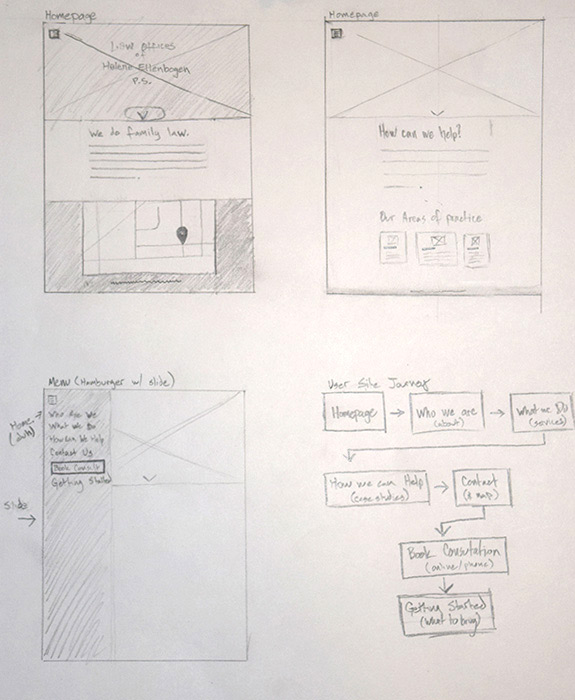 Homepage
Law offices
of
Helene Ellenbogen
P.S.
We do family law.
Homepage
How can we help?
Our Areas of practice
Menu (Hamburger w/ slide)
Home
Who Are We
What We Do
How Can We Help
Contact Us
Book Consult
Getting Started
Slide
User Site Journey
Homepage
Who we are
(about)
What we Do
(services)
How we can Help
(case studies)
Contact
(& map)
Book Consutation
(online/phone)
Getting Started
(what to bring)